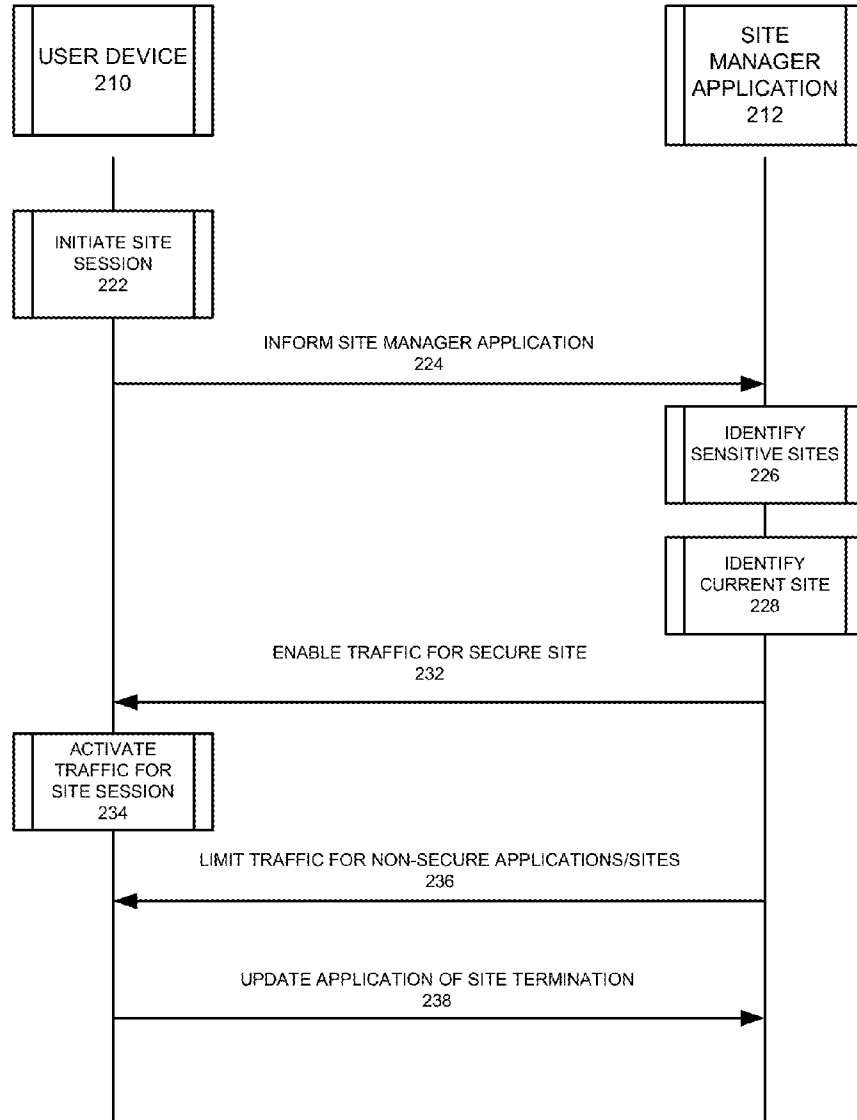 USER DEVICE
210
SITE
MANAGER
APPLICATION
212
INITIATE SITE
SESSION
222
INFORM SITE MANAGER APPLICATION
224
IDENTIFY
SENSITIVE SITES
226
IDENTIFY
CURRENT SITE
228
ENABLE TRAFFIC FOR SECURE SITE
232
ACTIVATE
TRAFFIC FOR
SITE SESSION
234
LIMIT TRAFFIC FOR NON-SECURE APPLICATIONS/SITES
236
UPDATE APPLICATION OF SITE TERMINATION
238